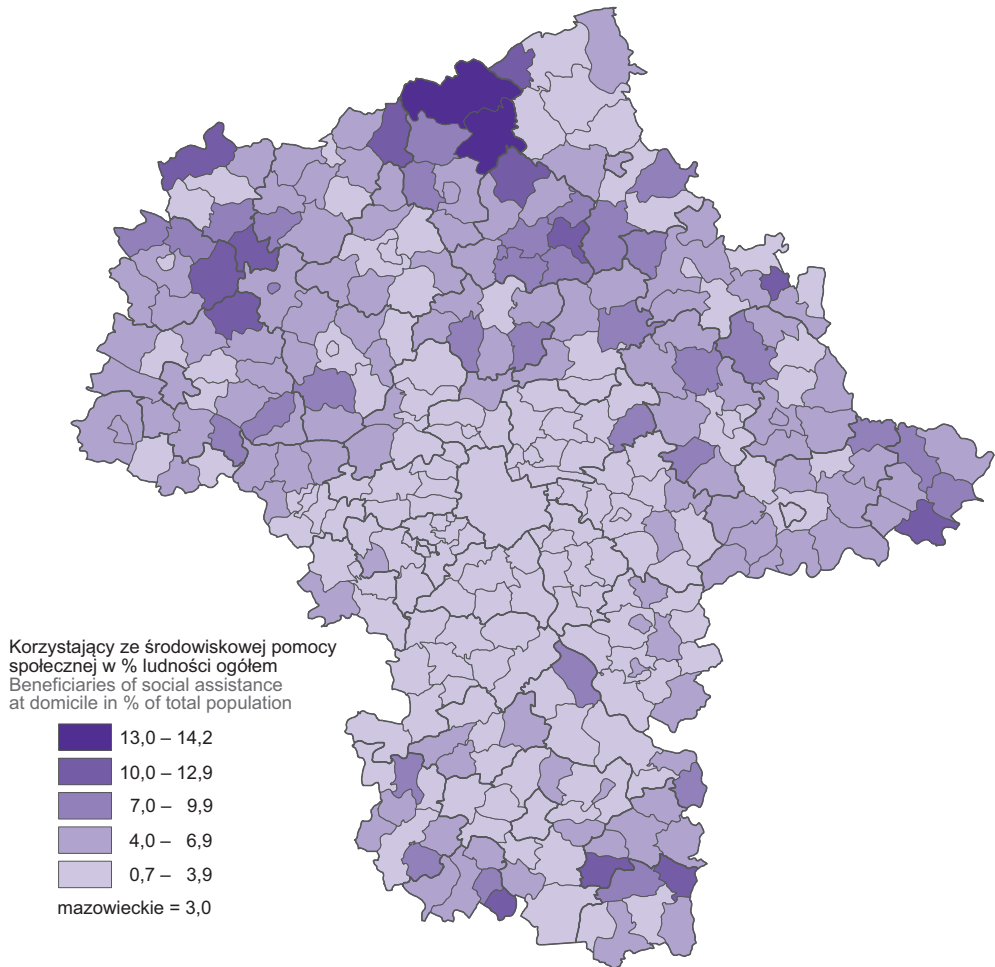 Korzystający ze środowiskowej pomocy
społecznej w % ludności ogółem
Beneficiaries of social assistance
at domicile in % of total population
13,0 – 14,2
10,0 – 12,9
7,0 – 9,9
4,0 – 6,9
0,7 – 3,9
mazowieckie = 3,0